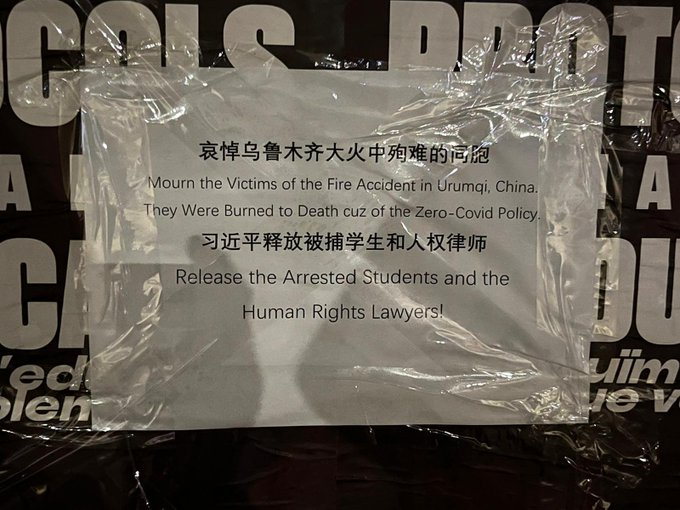 哀悼乌鲁木齐大火中殉难的同胞
Mourn the Victims of the Fire Accident in Urumqi, China.
They Were Burned to Death cuz of the Zero-Covid Policy.
习近平释放被捕学生和人权律师
Release the Arrested Students and the
Human Rights Lawyers!